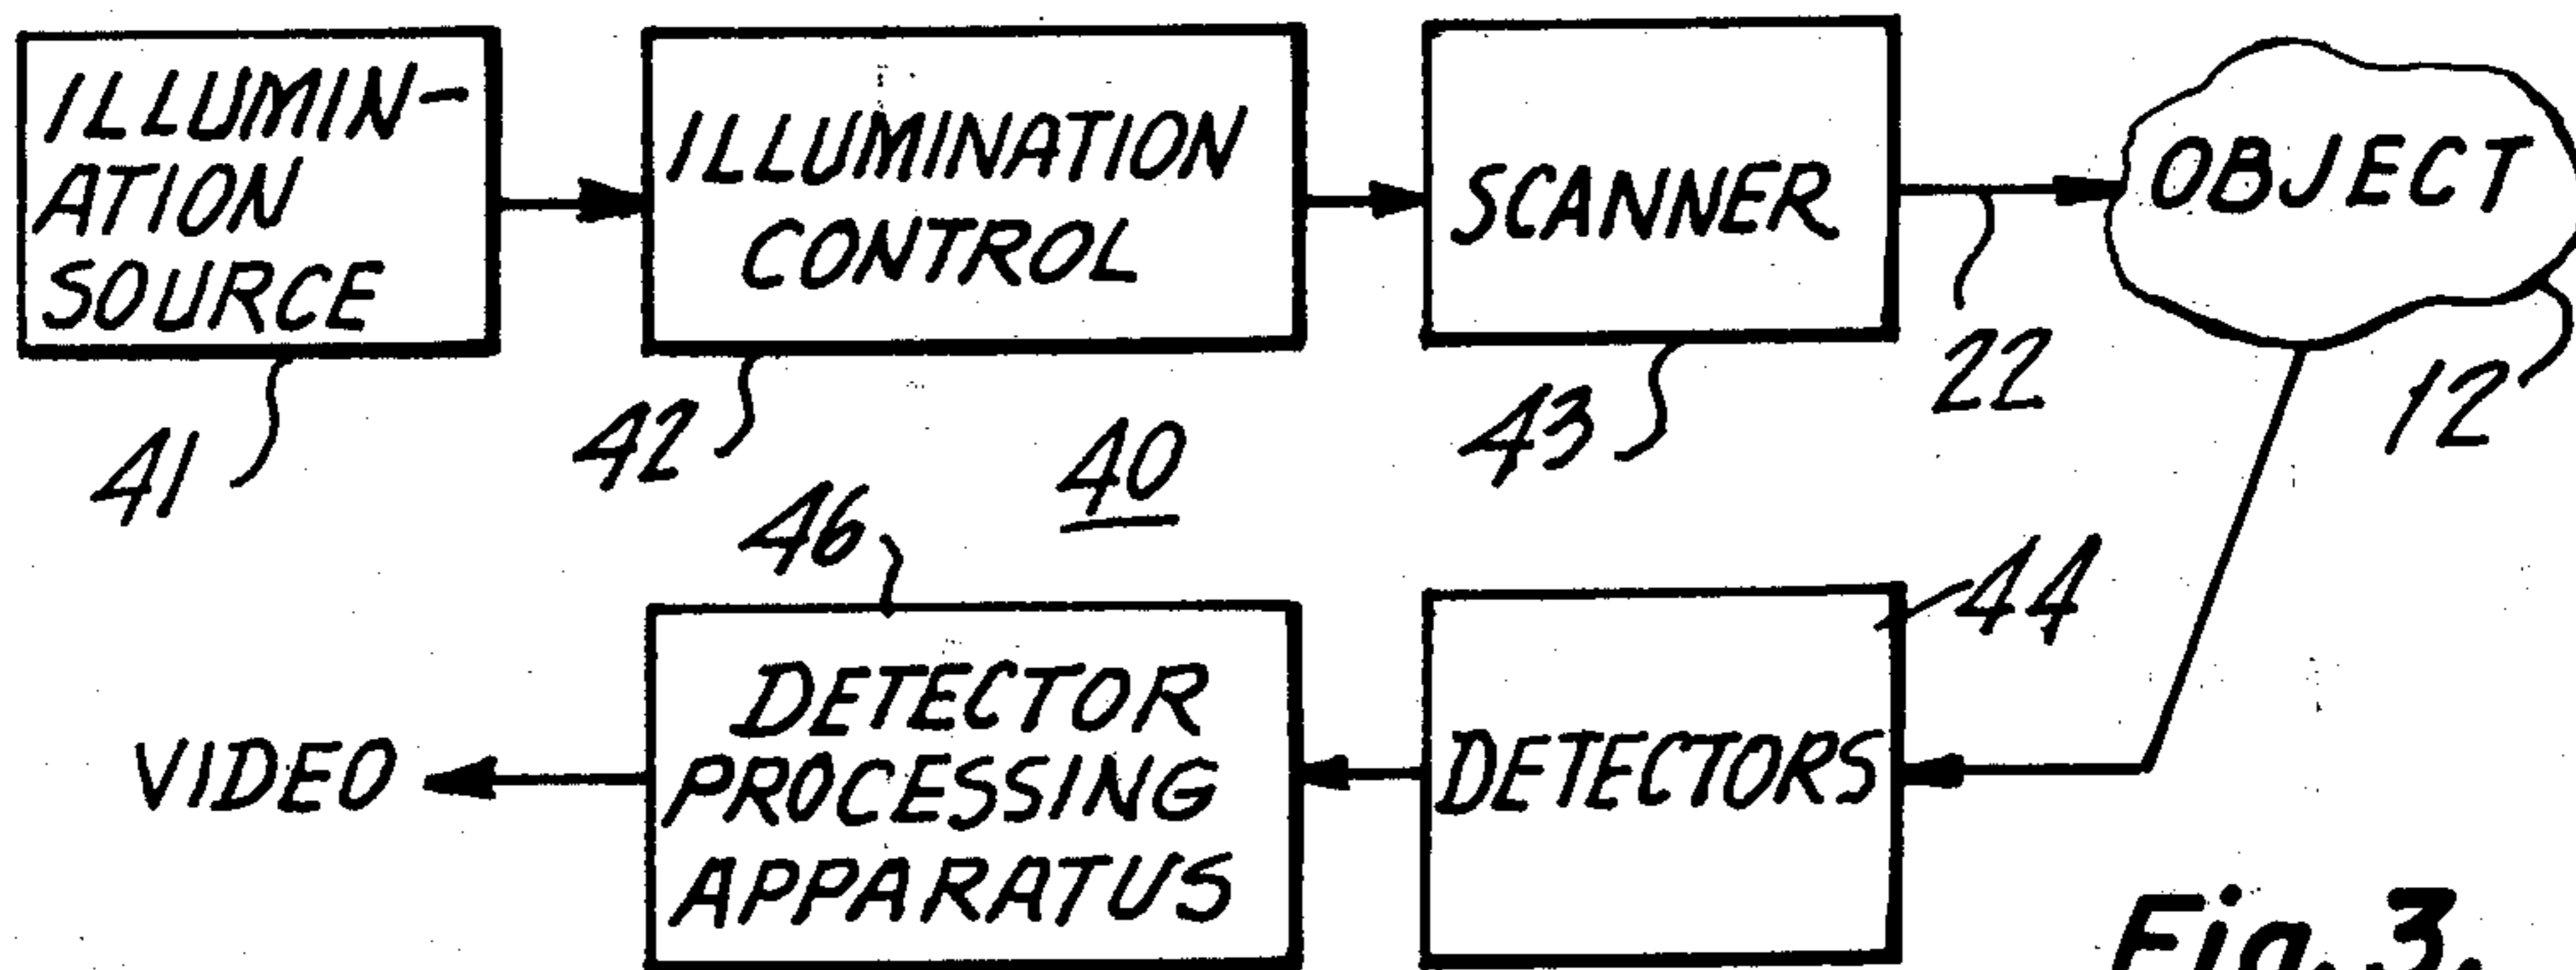 ILLUMIN-
ATION
SOURCE
ILLUMINATION
CONTROL
SCANNER
OBJECT
41
42
40
43
22
12
46
44
VIDEO
DETECTOR
PROCESSING
APPARATUS
DETECTORS
Fig. 3.